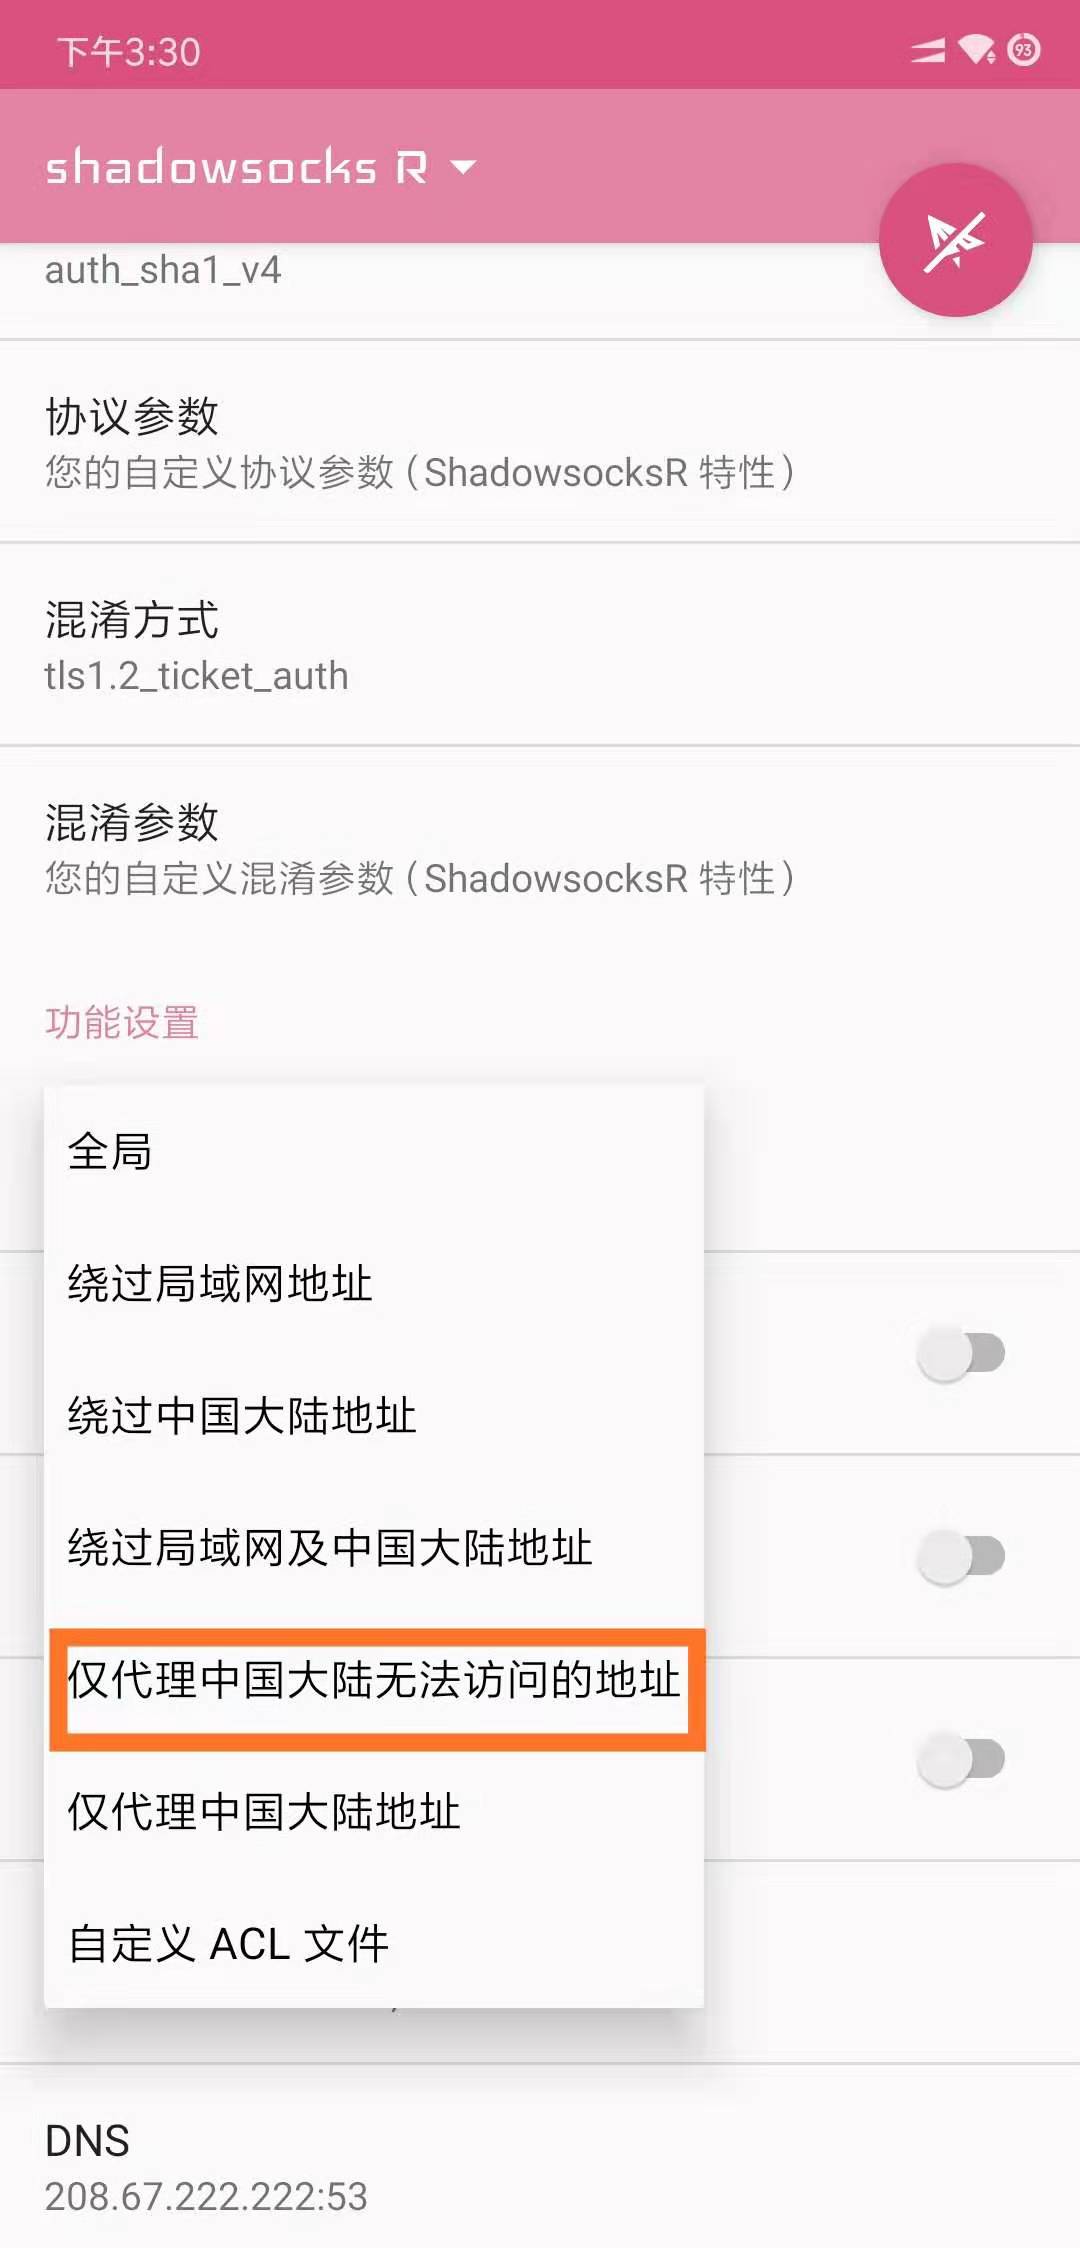 下午3:30
93
shadowsocks R
auth_sha1_v4
协议参数
您的自定义协议参数（ShadowsocksR 特性）
混淆方式
tls1.2_ticket_auth
混淆参数
您的自定义混淆参数（ShadowsocksR 特性）
功能设置
全局
绕过局域网地址
绕过中国大陆地址
绕过局域网及中国大陆地址
仅代理中国大陆无法访问的地址
仅代理中国大陆地址
自定义 ACL 文件
DNS
208.67.222.222:53